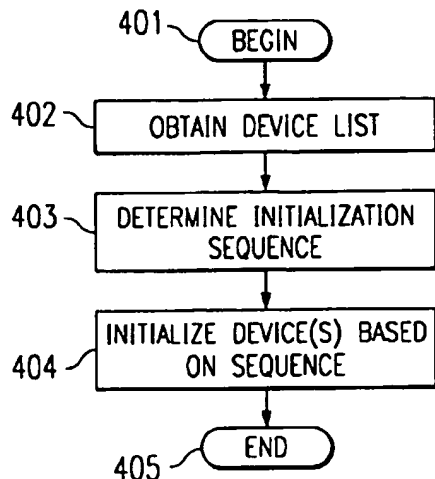 401
BEGIN
402
OBTAIN DEVICE LIST
403
DETERMINE INITIALIZATION
SEQUENCE
404
INITIALIZE DEVICE(S) BASED
ON SEQUENCE
405
END